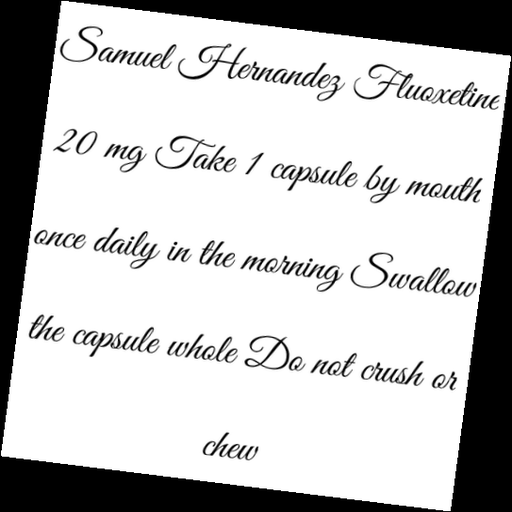 Samuel Hernandez Fluoxetine
20 mg Take 1 capsule by mouth
once daily in the morning Swallow
the capsule whole Do not crush or
chew